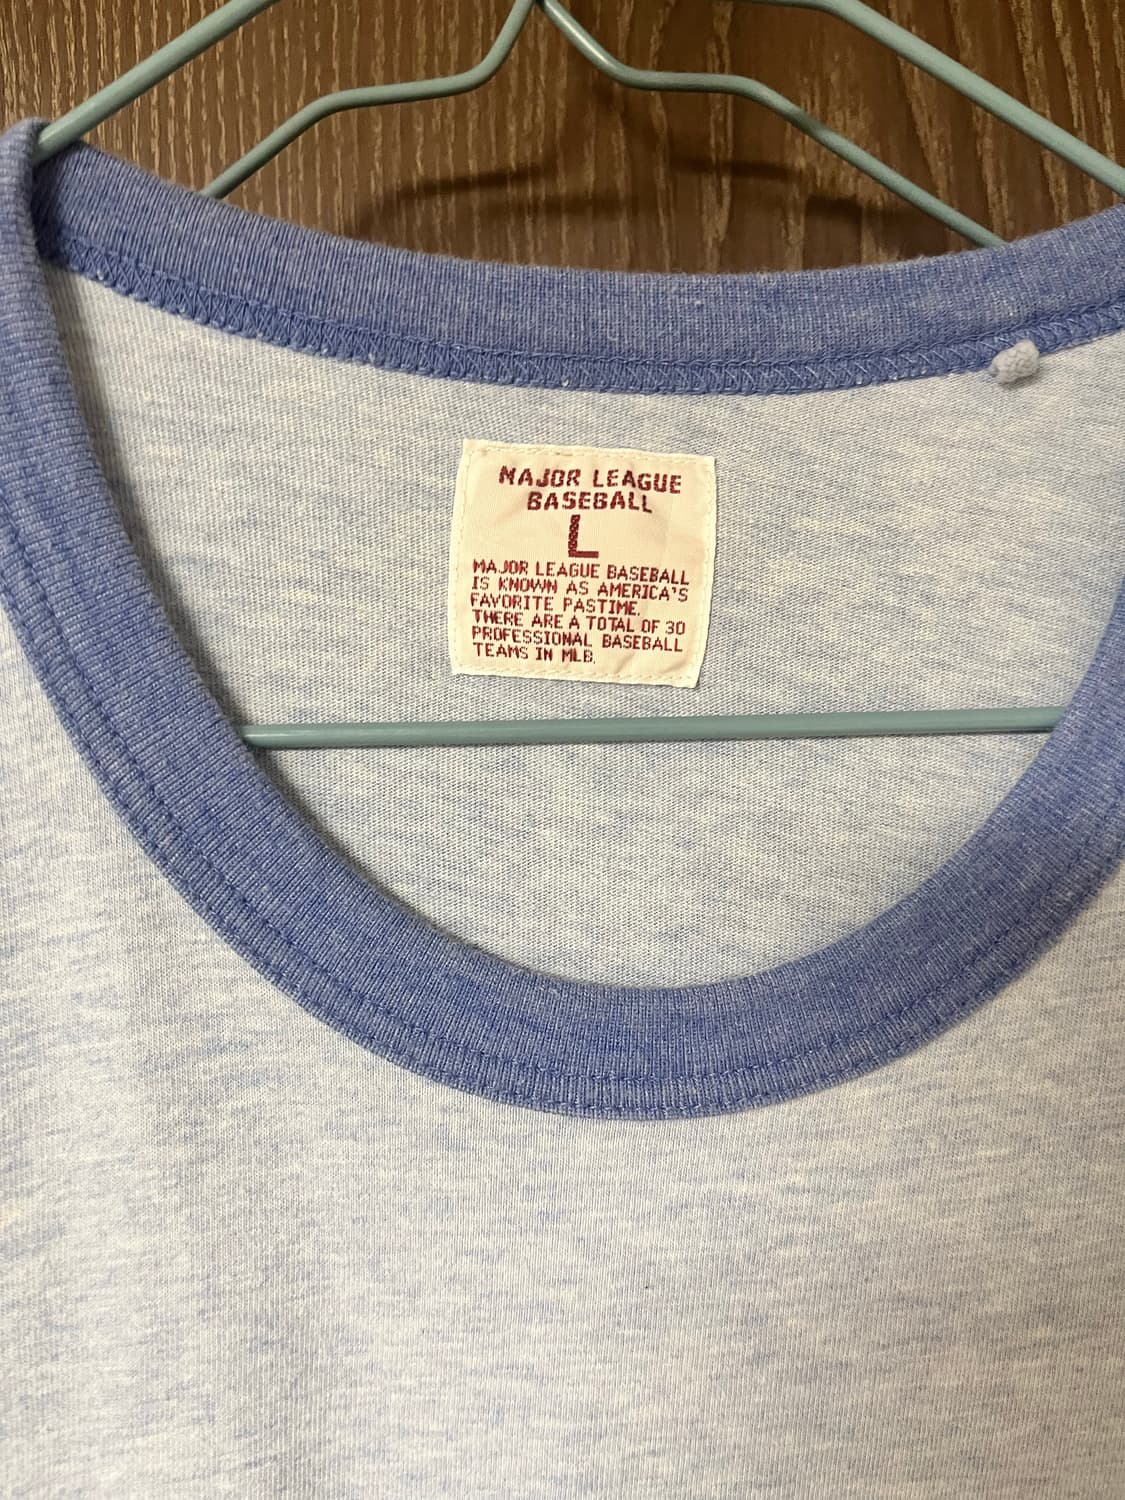 MAJOR LEAGUE
BASEBALL
L
MAJOR LEAGUE BASEBALL
IS KNOWN AS AMERICA'S
FAVORITE PASTIME.
THERE ARE A TOTAL OF 30
PROFESSIONAL BASEBALL
TEAMS IN MLB.